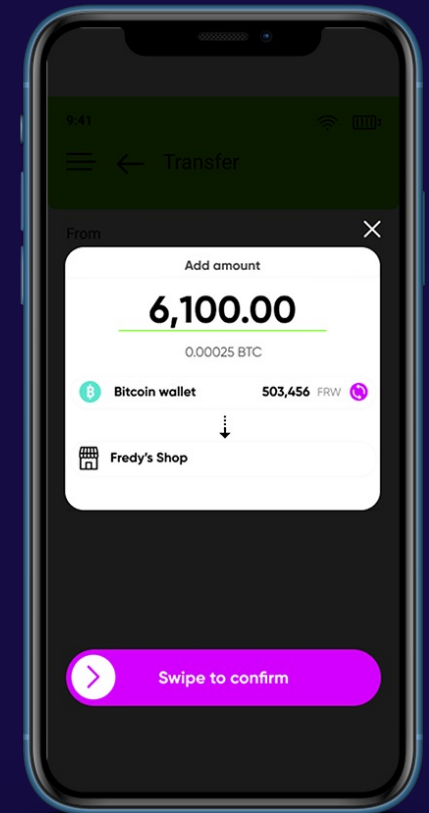 9:41
Transfer
From
Add amount
6,100.00
0.00025 BTC
Bitcoin wallet 503,456 FRW
Fredy's Shop
Swipe to confirm